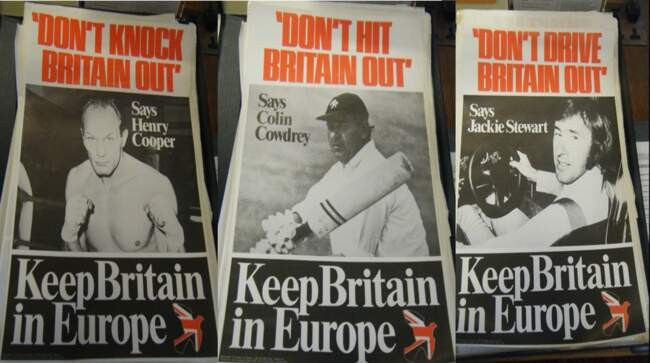 'DON'T KNOCK
BRITAIN OUT'
Says
Henry
Cooper
Keep Britain
in Europe
'DON'T HIT
BRITAIN OUT'
Says
Colin
Cowdrey
Keep Britain
in Europe
'DON'T DRIVE
BRITAIN OUT'
Says
Jackie Stewart
Keep Britain
in Europe